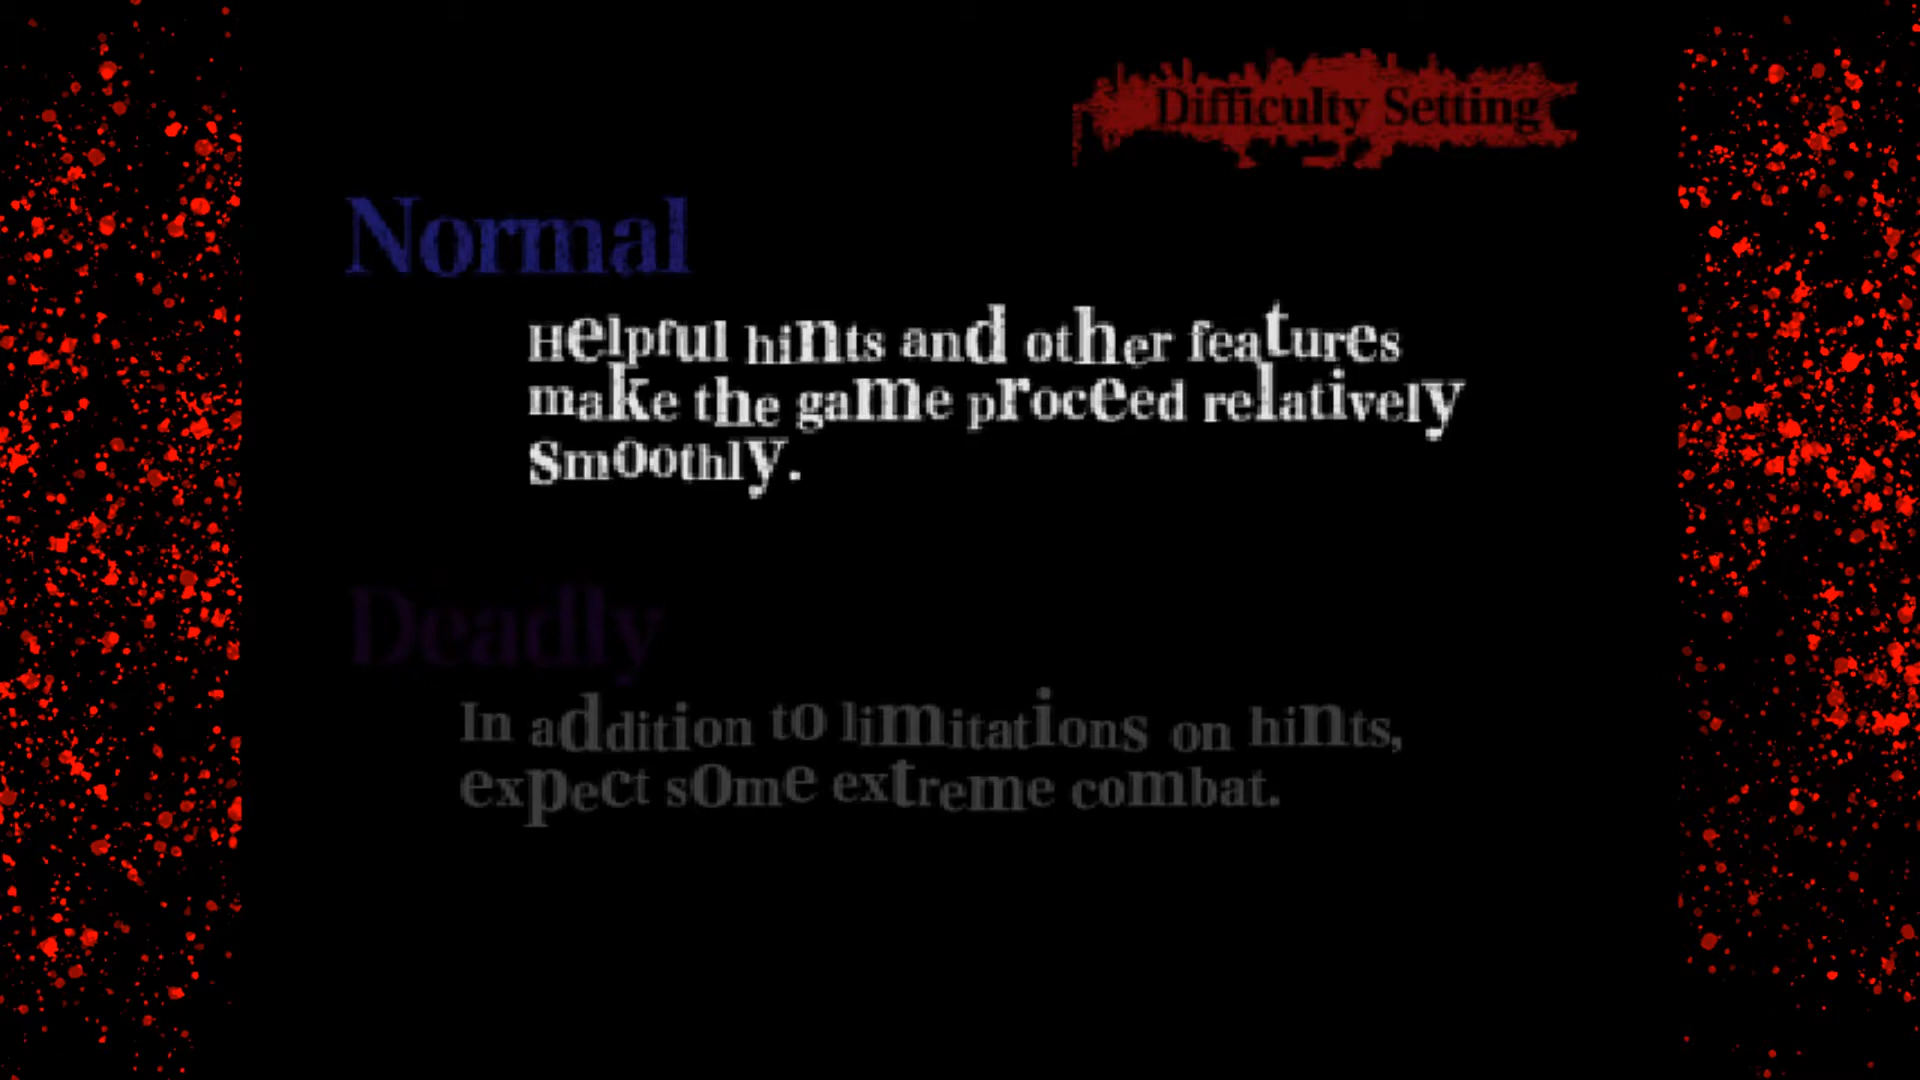 Difficulty Setting
Normal
Helpful hints and other features
make the game proceed relatively
Smoothly.
Deadly
In addition to limitations on hints,
expect some extreme combat.